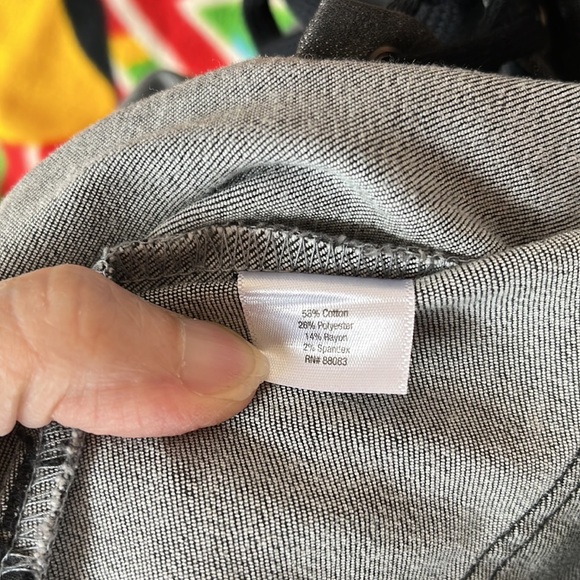 58% Cotton
26% Polyester
14% Rayon
2% Spandex
RN# 88083